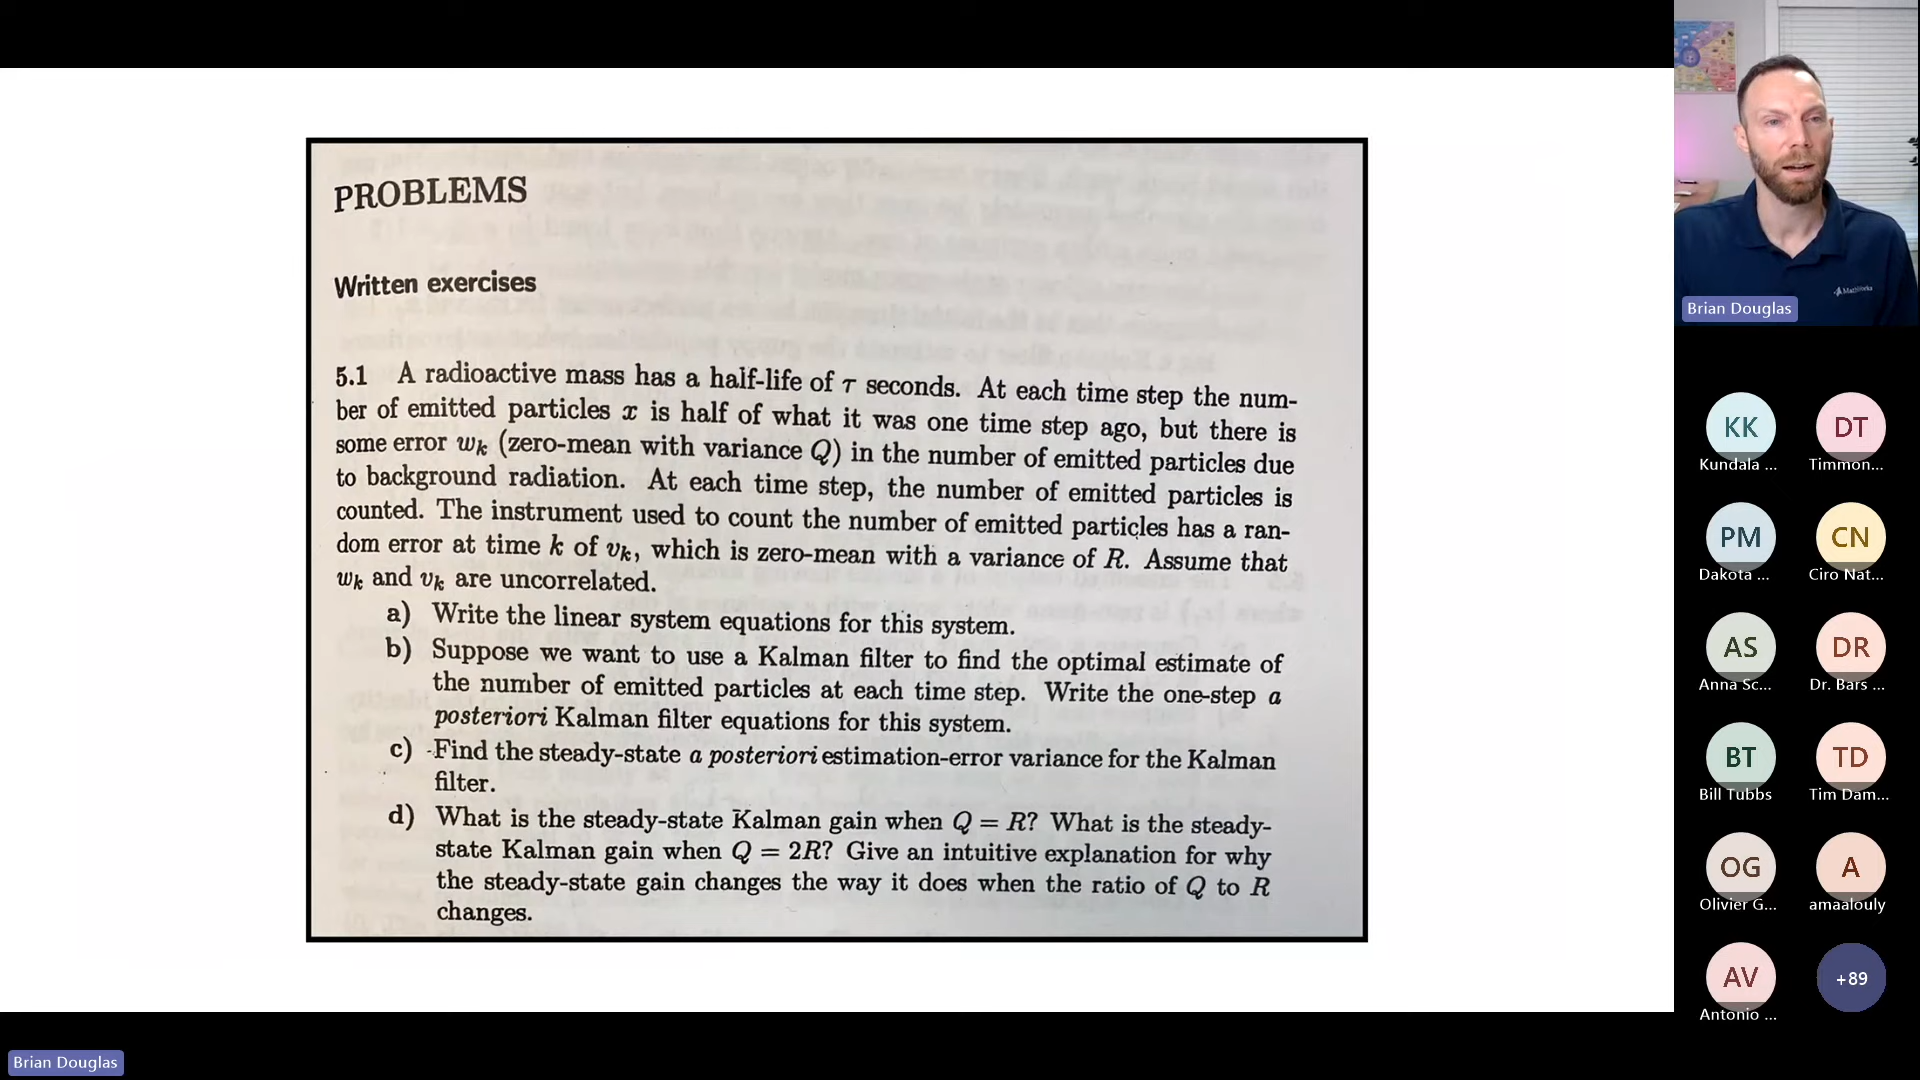 PROBLEMS
Written exercises
5.1 A radioactive mass has a half-life of τ seconds. At each time step the num-
ber of emitted particles x is half of what it was one time step ago, but there is
some error wk (zero-mean with variance Q) in the number of emitted particles due
to background radiation. At each time step, the number of emitted particles is
counted. The instrument used to count the number of emitted particles has a ran-
dom error at time k of vk, which is zero-mean with a variance of R. Assume that
wk and vk are uncorrelated.
a) Write the linear system equations for this system.
b) Suppose we want to use a Kalman filter to find the optimal estimate of
the number of emitted particles at each time step. Write the one-step a
posteriori Kalman filter equations for this system.
c) Find the steady-state a posteriori estimation-error variance for the Kalman
filter.
d) What is the steady-state Kalman gain when Q = R? What is the steady-
state Kalman gain when Q = 2R? Give an intuitive explanation for why
the steady-state gain changes the way it does when the ratio of Q to R
changes.
MathWorks
Brian Douglas
KK
DT
Kundala ...
Timmon...
PM
CN
Dakota ...
Ciro Nat...
AS
DR
Anna Sc...
Dr. Bars ...
BT
TD
Bill Tubbs
Tim Dam...
OG
A
Olivier G...
amaalouly
AV
+89
Antonio ...
Brian Douglas